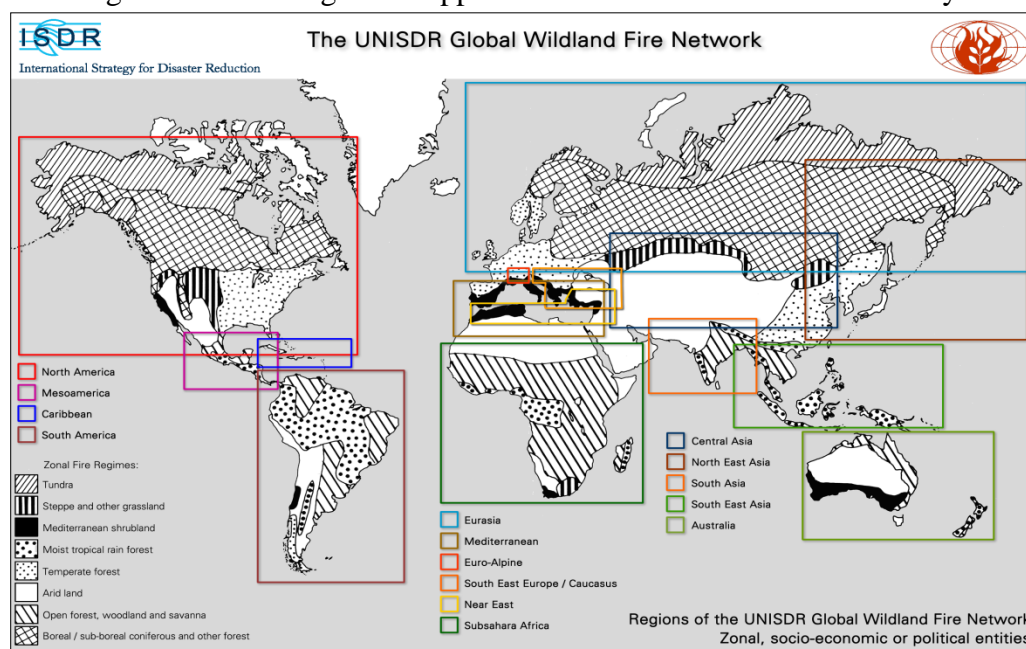 ISDR
International Strategy for Disaster Reduction
The UNISDR Global Wildland Fire Network
North America
Mesoamerica
Caribbean
South America
Zonal Fire Regimes:
Tundra
Steppe and other grassland
Mediterranean shrubland
Moist tropical rain forest
Temperate forest
Arid land
Open forest, woodland and savanna
Boreal / sub-boreal coniferous and other forest
Eurasia
Mediterranean
Euro-Alpine
South East Europe / Caucasus
Near East
Subsahara Africa
Central Asia
North East Asia
South Asia
South East Asia
Australia
Regions of the UNISDR Global Wildland Fire Network
Zonal, socio-economic or political entities